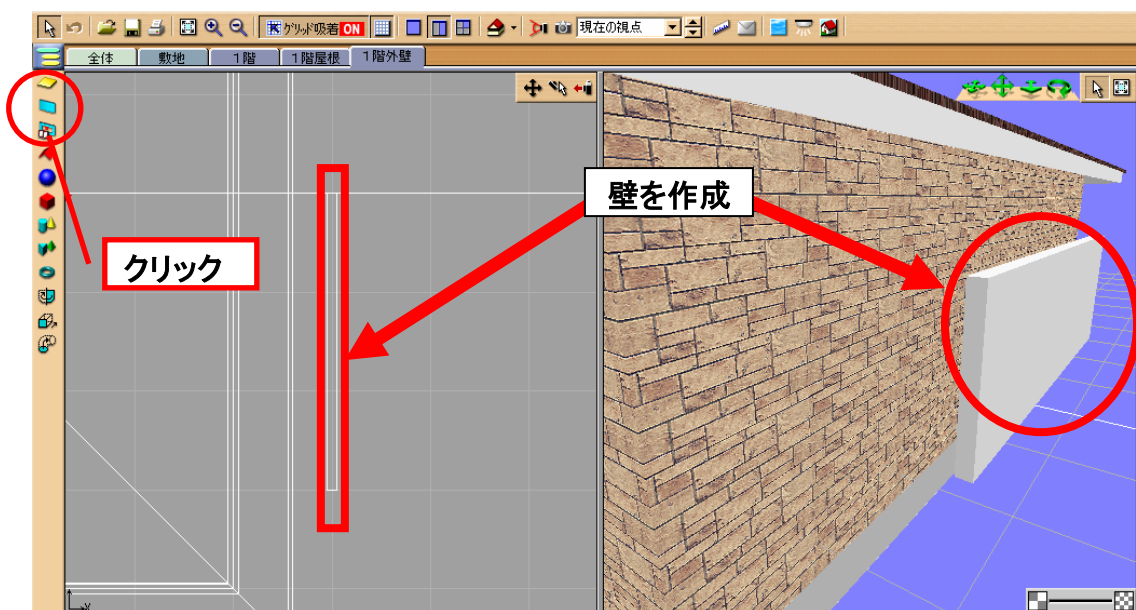 グリッド吸着 ON
現在の視点
全体
敷地
1階
1階屋根
1階外壁
壁を作成
クリック